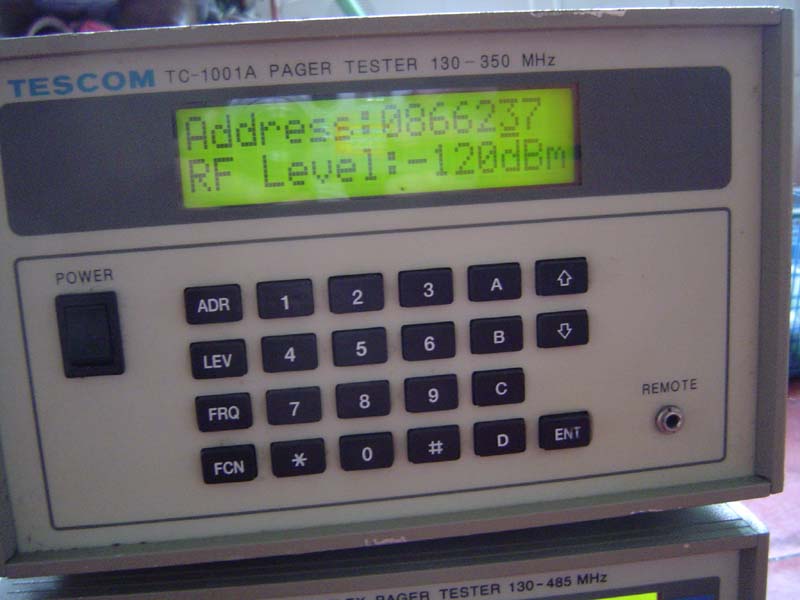 TESCOM TC-1001A PAGER TESTER 130-350 MHz
Address:0866237
RF Level:-120dBm
POWER
ADR 1 2 3 A ⇧
LEV 4 5 6 B ⇩
FRQ 7 8 9 C
REMOTE
FCN * 0 # D ENT
PAGER TESTER 130-485 MHz